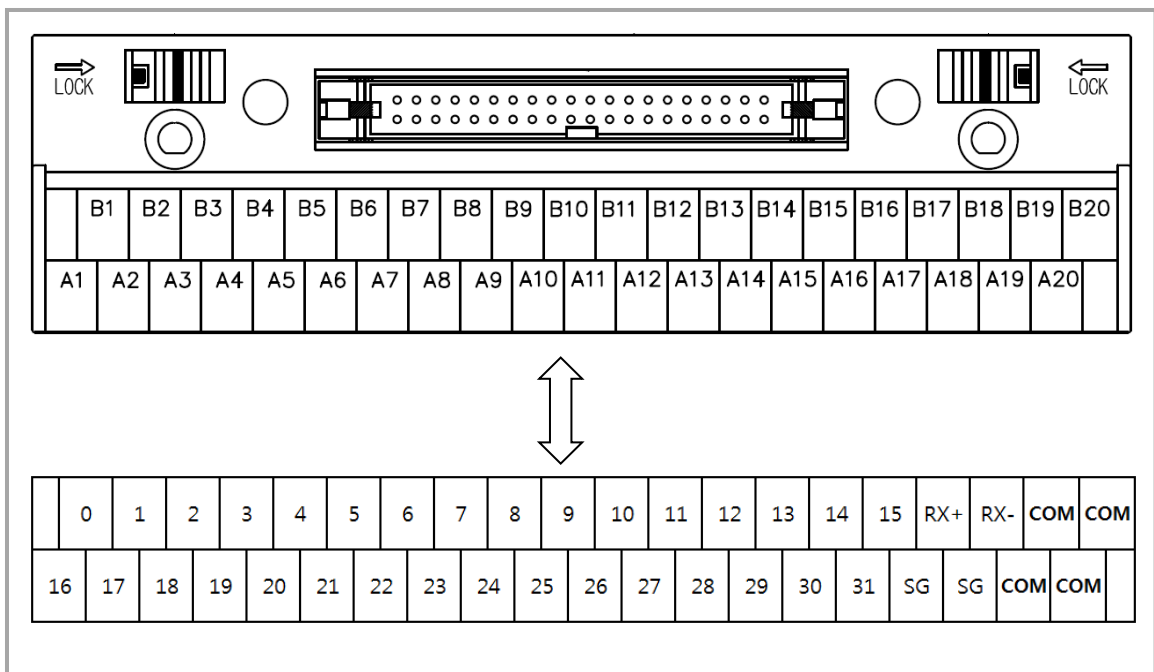 LOCK LOCK
B1 B2 B3 B4 B5 B6 B7 B8 B9 B10 B11 B12 B13 B14 B15 B16 B17 B18 B19 B20
A1 A2 A3 A4 A5 A6 A7 A8 A9 A10 A11 A12 A13 A14 A15 A16 A17 A18 A19 A20
0 1 2 3 4 5 6 7 8 9 10 11 12 13 14 15 RX+ RX- COM COM
16 17 18 19 20 21 22 23 24 25 26 27 28 29 30 31 SG SG COM COM